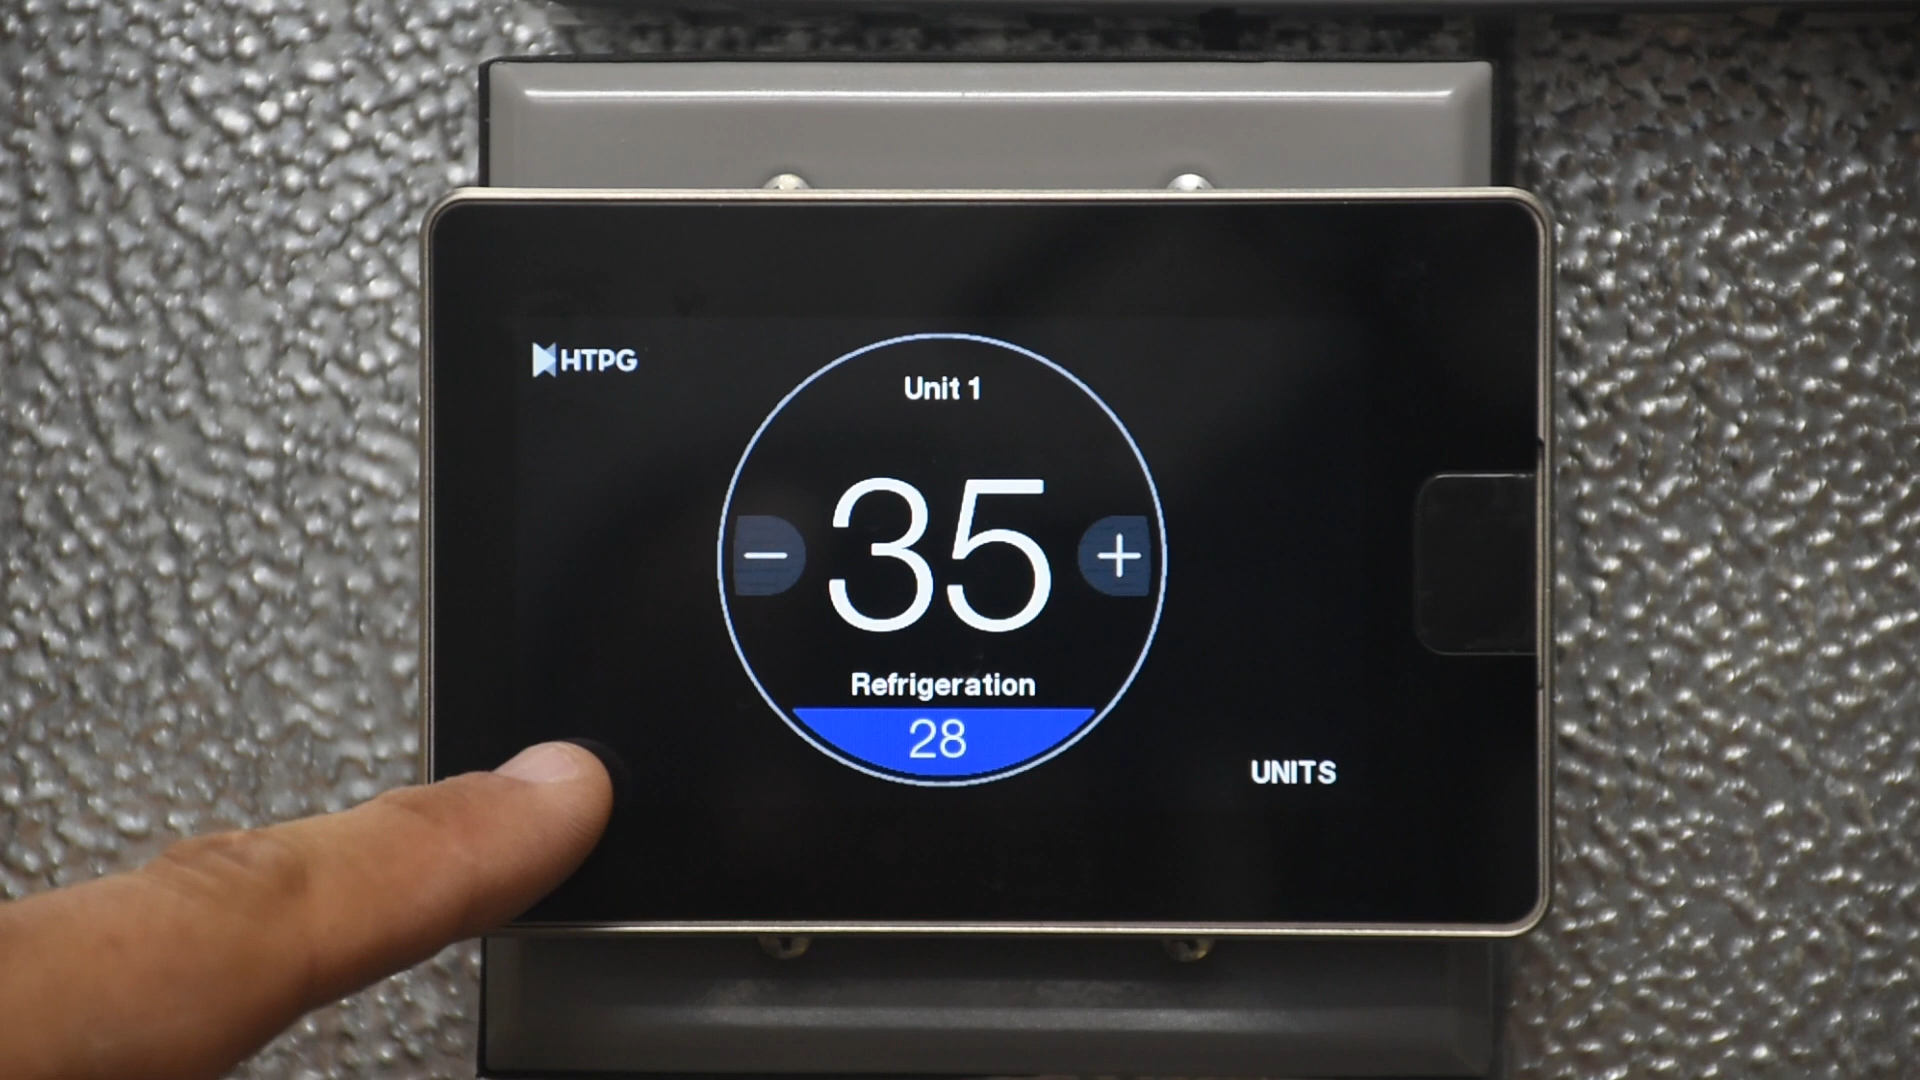 HTPG
Unit 1
− 35 +
Refrigeration
28
UNITS